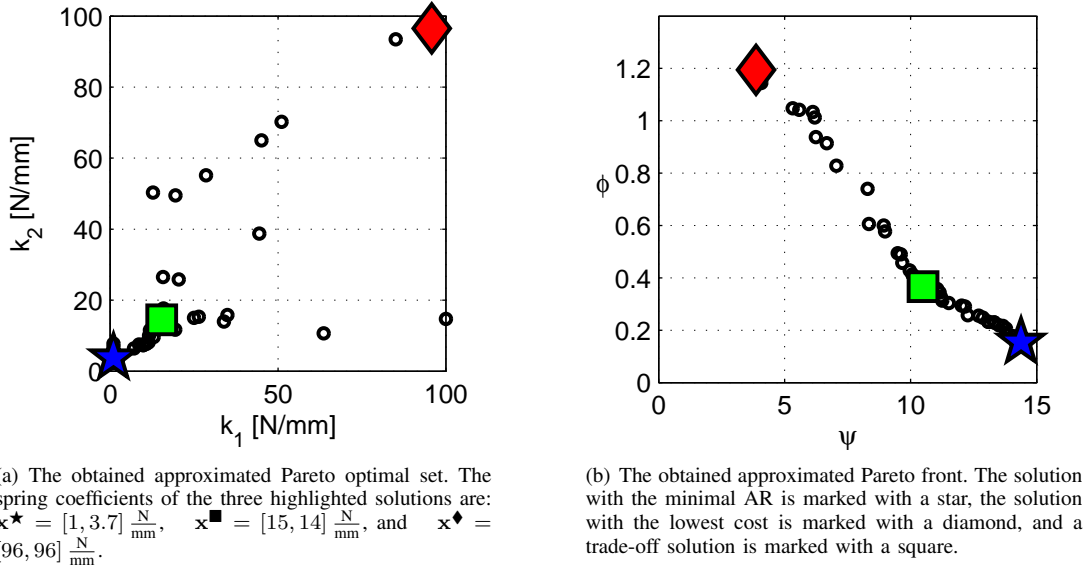 100
80
60
40
20
0
k2 [N/mm]
0 50 100
k1 [N/mm]
1.2
1
0.8
0.6
0.4
0.2
0
ϕ
0 5 10 15
ψ
(a) The obtained approximated Pareto optimal set. The
spring coefficients of the three highlighted solutions are:
x★ = [1, 3.7] N/mm, x■ = [15, 14] N/mm, and x♦ =
[96, 96] N/mm.
(b) The obtained approximated Pareto front. The solution
with the minimal AR is marked with a star, the solution
with the lowest cost is marked with a diamond, and a
trade-off solution is marked with a square.